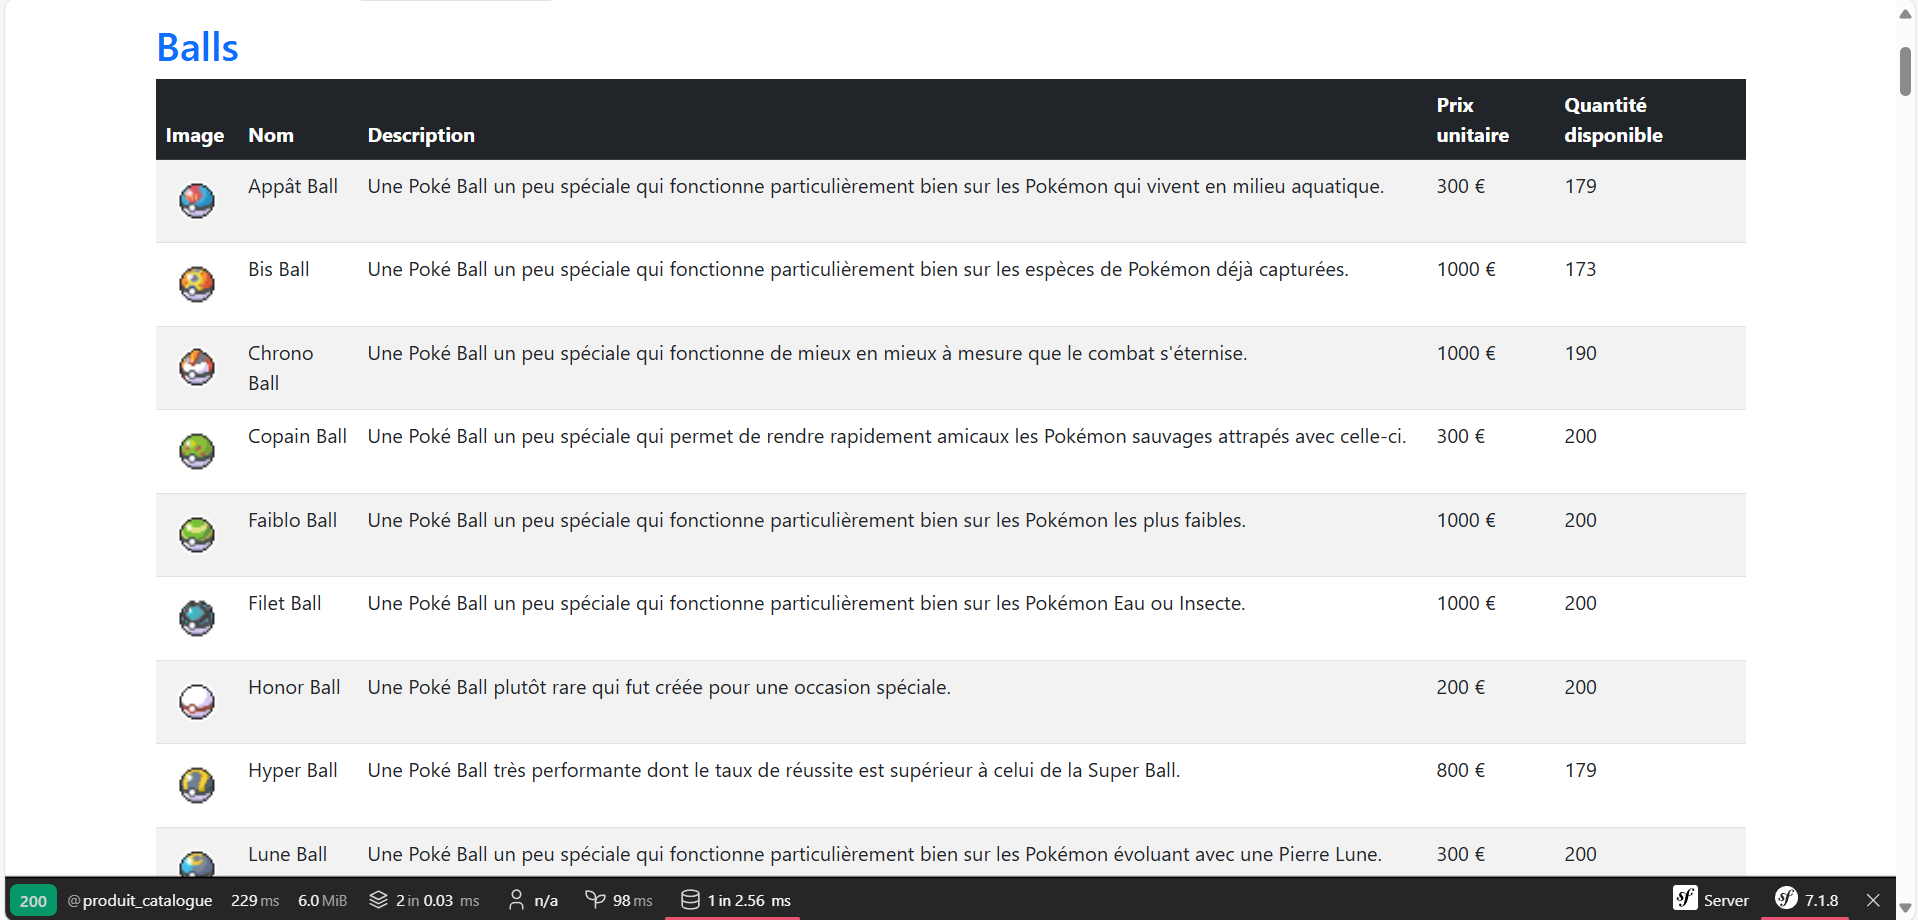 Balls
Image Nom Description Prix unitaire Quantité disponible
Appât Ball Une Poké Ball un peu spéciale qui fonctionne particulièrement bien sur les Pokémon qui vivent en milieu aquatique. 300 € 179
Bis Ball Une Poké Ball un peu spéciale qui fonctionne particulièrement bien sur les espèces de Pokémon déjà capturées. 1000 € 173
Chrono Ball Une Poké Ball un peu spéciale qui fonctionne de mieux en mieux à mesure que le combat s'éternise. 1000 € 190
Copain Ball Une Poké Ball un peu spéciale qui permet de rendre rapidement amicaux les Pokémon sauvages attrapés avec celle-ci. 300 € 200
Faiblo Ball Une Poké Ball un peu spéciale qui fonctionne particulièrement bien sur les Pokémon les plus faibles. 1000 € 200
Filet Ball Une Poké Ball un peu spéciale qui fonctionne particulièrement bien sur les Pokémon Eau ou Insecte. 1000 € 200
Honor Ball Une Poké Ball plutôt rare qui fut créée pour une occasion spéciale. 200 € 200
Hyper Ball Une Poké Ball très performante dont le taux de réussite est supérieur à celui de la Super Ball. 800 € 179
Lune Ball Une Poké Ball un peu spéciale qui fonctionne particulièrement bien sur les Pokémon évoluant avec une Pierre Lune. 300 € 200
200 @produit_catalogue 229 ms 6.0 MiB 2 in 0.03 ms n/a 98 ms 1 in 2.56 ms sf Server sf 7.1.8